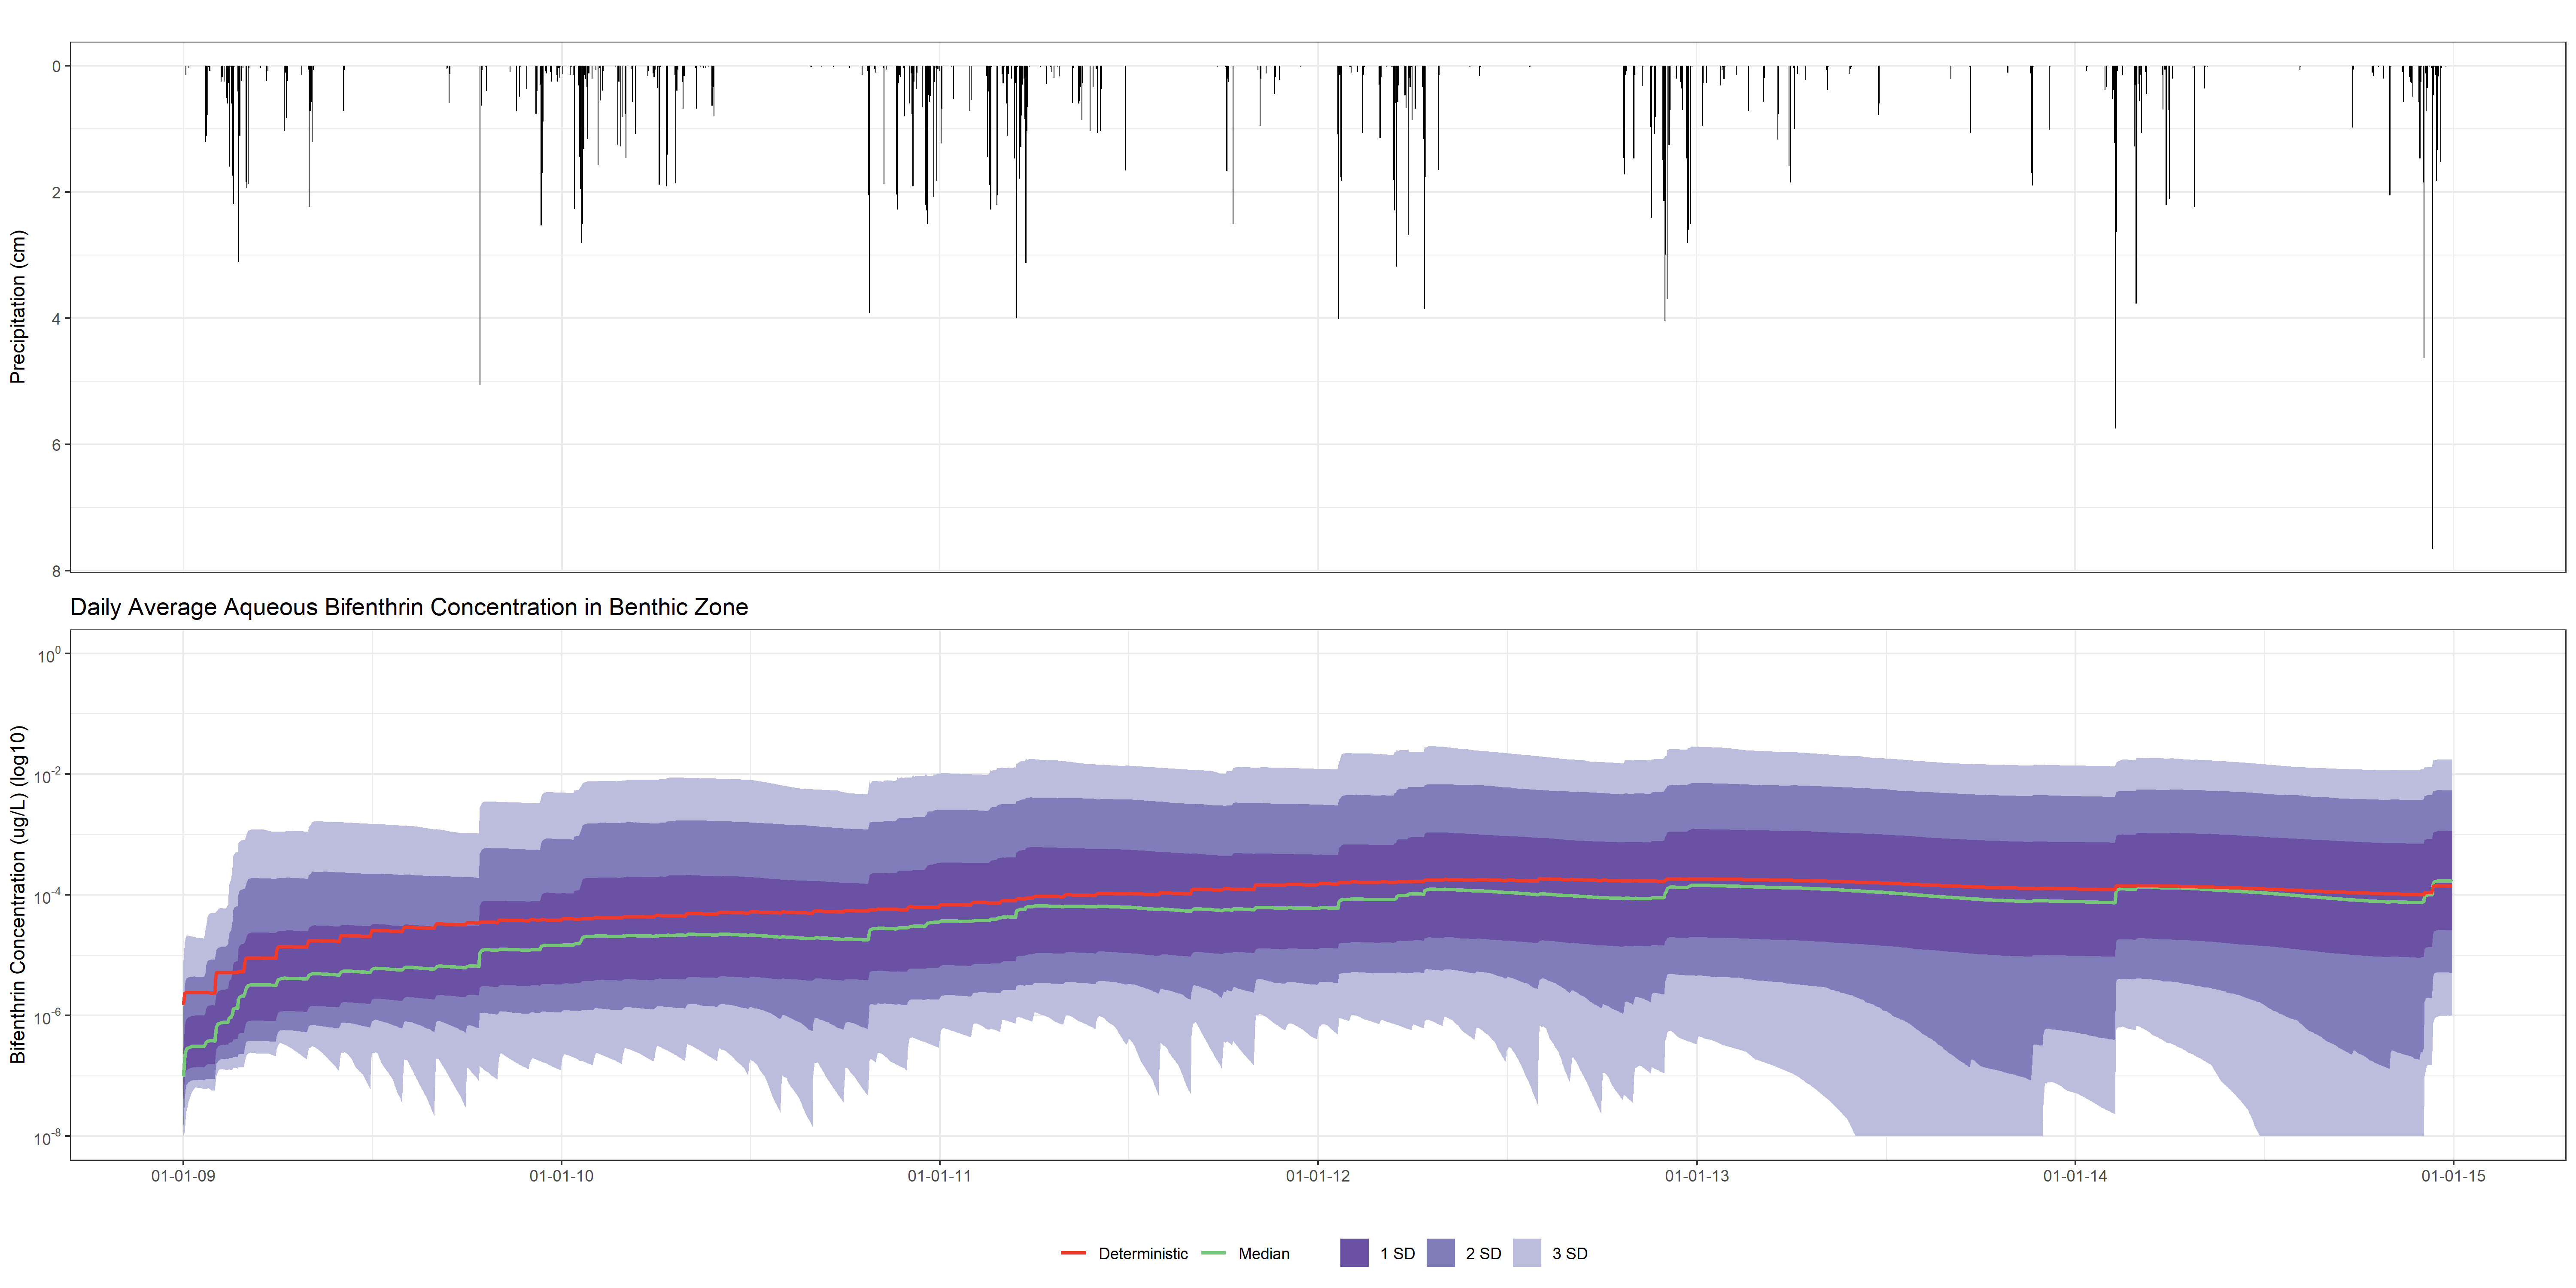 Precipitation (cm)
0
2
4
6
8
Daily Average Aqueous Bifenthrin Concentration in Benthic Zone
Bifenthrin Concentration (ug/L) (log10)
10^0
10^-2
10^-4
10^-6
10^-8
01-01-09 01-01-10 01-01-11 01-01-12 01-01-13 01-01-14 01-01-15
Deterministic Median 1 SD 2 SD 3 SD